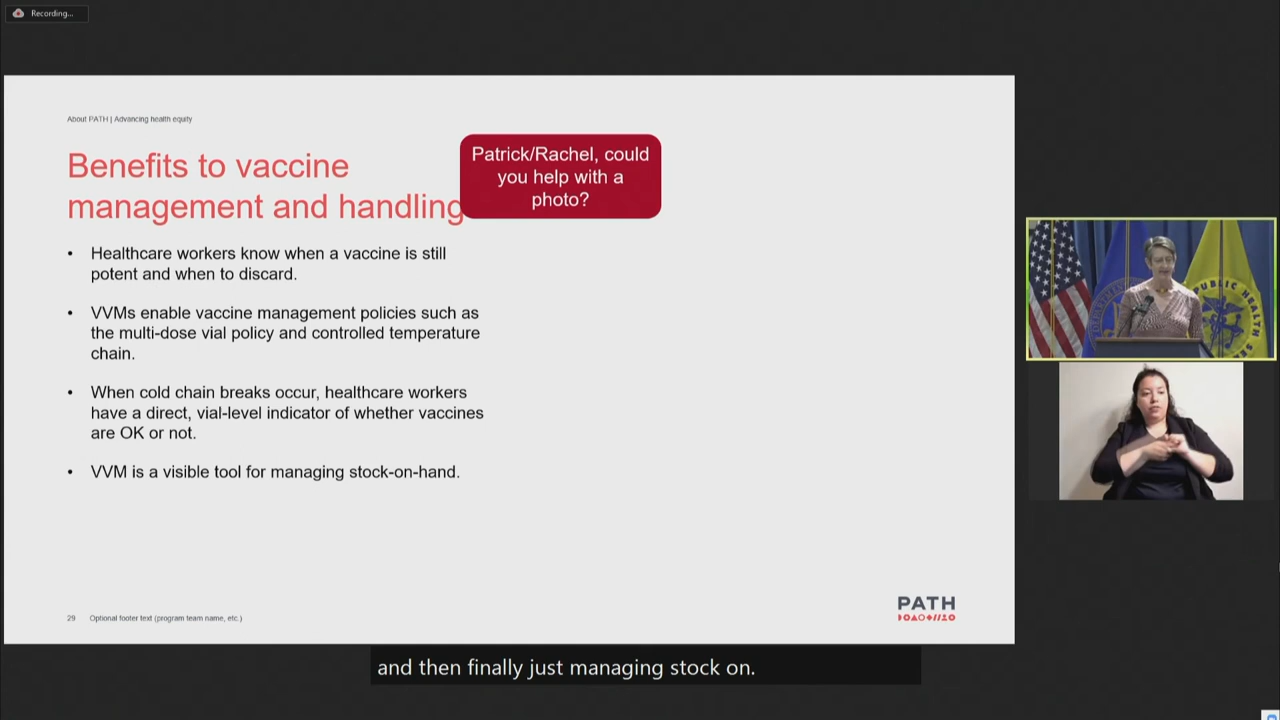 Recording...
About PATH | Advancing health equity
Benefits to vaccine
management and handling
Patrick/Rachel, could
you help with a
photo?
• Healthcare workers know when a vaccine is still
potent and when to discard.
• VVMs enable vaccine management policies such as
the multi-dose vial policy and controlled temperature
chain.
• When cold chain breaks occur, healthcare workers
have a direct, vial-level indicator of whether vaccines
are OK or not.
• VVM is a visible tool for managing stock-on-hand.
29 Optional footer text (program team name, etc.)
PATH
PUBLIC HEALTH
and then finally just managing stock on.